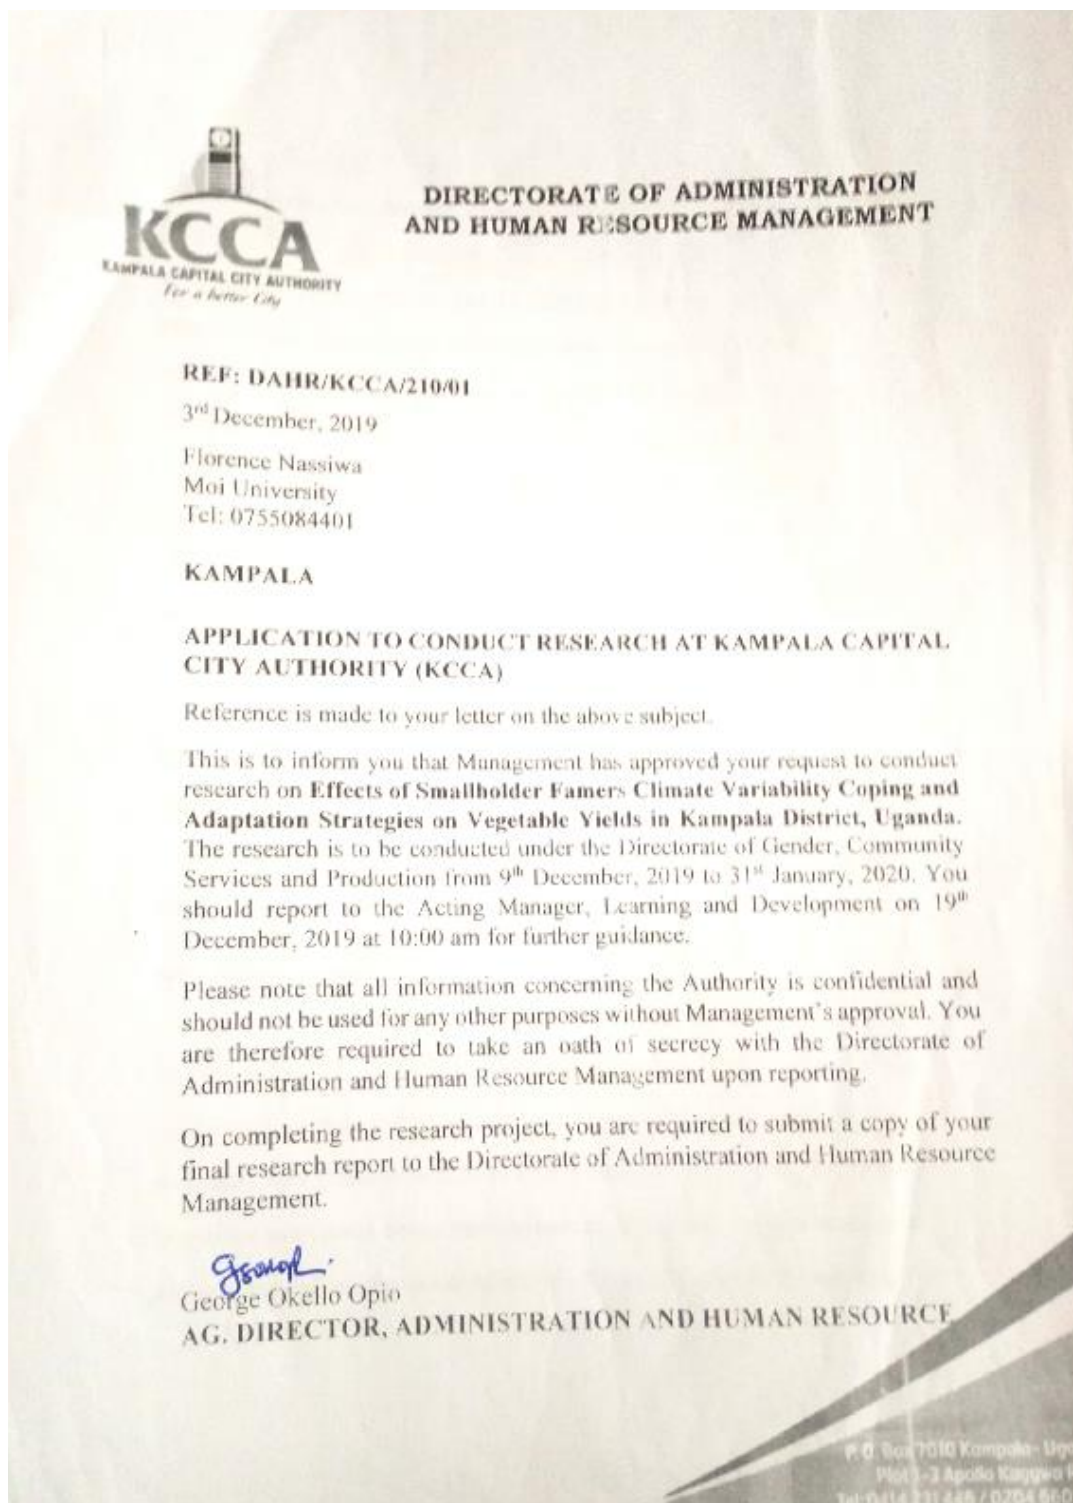 KCCA
KAMPALA CAPITAL CITY AUTHORITY
For a better City
DIRECTORATE OF ADMINISTRATION
AND HUMAN RESOURCE MANAGEMENT
REF: DAHR/KCCA/210/01
3rd December, 2019
Florence Nassiwa
Moi University
Tel: 0755084401
KAMPALA
APPLICATION TO CONDUCT RESEARCH AT KAMPALA CAPITAL
CITY AUTHORITY (KCCA)
Reference is made to your letter on the above subject.
This is to inform you that Management has approved your request to conduct
research on Effects of Smallholder Famers Climate Variability Coping and
Adaptation Strategies on Vegetable Yields in Kampala District, Uganda.
The research is to be conducted under the Directorate of Gender, Community
Services and Production from 9th December, 2019 to 31st January, 2020. You
should report to the Acting Manager, Learning and Development on 19th
December, 2019 at 10:00 am for further guidance.
Please note that all information concerning the Authority is confidential and
should not be used for any other purposes without Management's approval. You
are therefore required to take an oath of secrecy with the Directorate of
Administration and Human Resource Management upon reporting.
On completing the research project, you are required to submit a copy of your
final research report to the Directorate of Administration and Human Resource
Management.
George Okello Opio
AG. DIRECTOR, ADMINISTRATION AND HUMAN RESOURCE
P. O. Box 7010 Kampala- Uga
Plot 1-3 Apollo Kaggwa